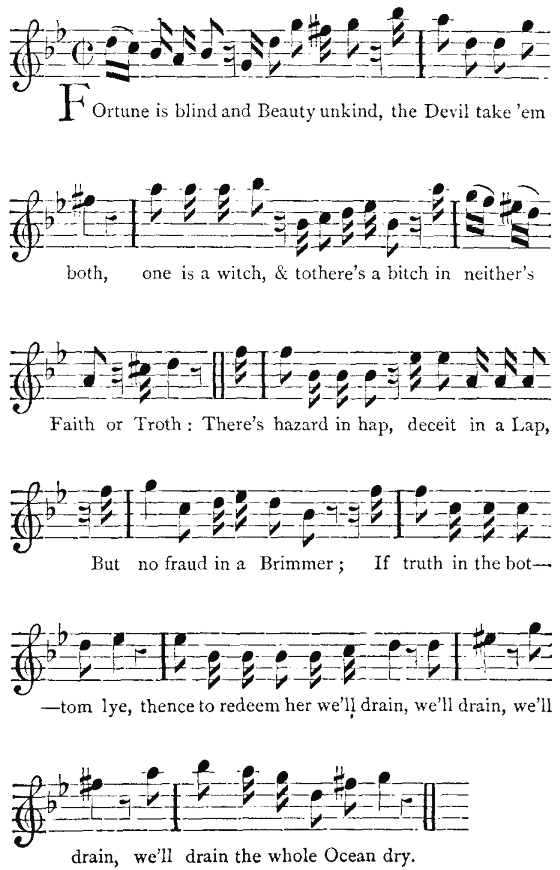 FOrtune is blind and Beauty unkind, the Devil take 'em
both, one is a witch, & tothere's a bitch in neither's
Faith or Troth : There's hazard in hap, deceit in a Lap,
But no fraud in a Brimmer ; If truth in the bot—
—tom lye, thence to redeem her we'll drain, we'll drain, we'll
drain, we'll drain the whole Ocean dry.